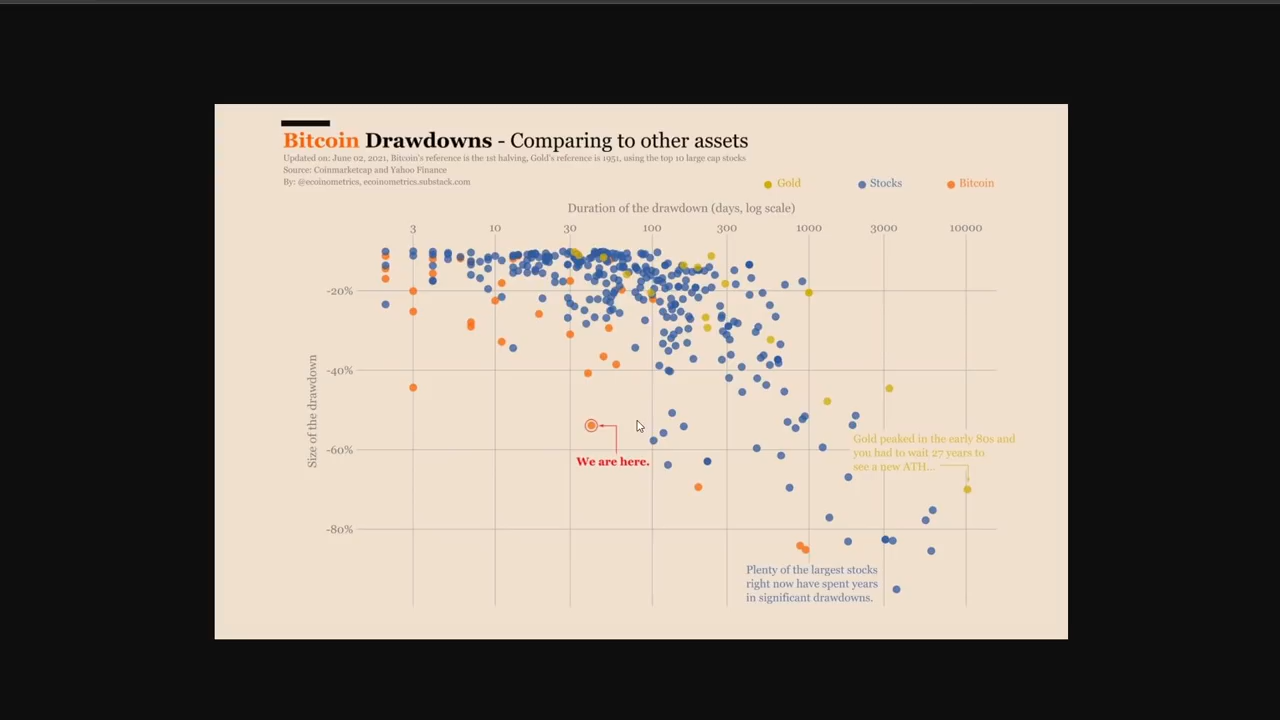 Bitcoin Drawdowns - Comparing to other assets
Updated on: June 02, 2021, Bitcoin's reference is the 1st halving, Gold's reference is 1951, using the top 10 large cap stocks
Source: Coinmarketcap and Yahoo Finance
By: @ecoinometrics, ecoinometrics.substack.com
Gold Stocks Bitcoin
Duration of the drawdown (days, log scale)
3 10 30 100 300 1000 3000 10000
-20%
-40%
-60%
-80%
Size of the drawdown
We are here.
Gold peaked in the early 80s and
you had to wait 27 years to
see a new ATH...
Plenty of the largest stocks
right now have spent years
in significant drawdowns.